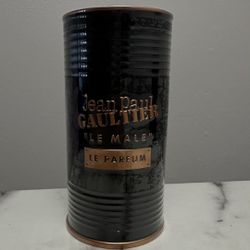 Jean Paul
GAULTIER
"LE MALE"
LE PARFUM